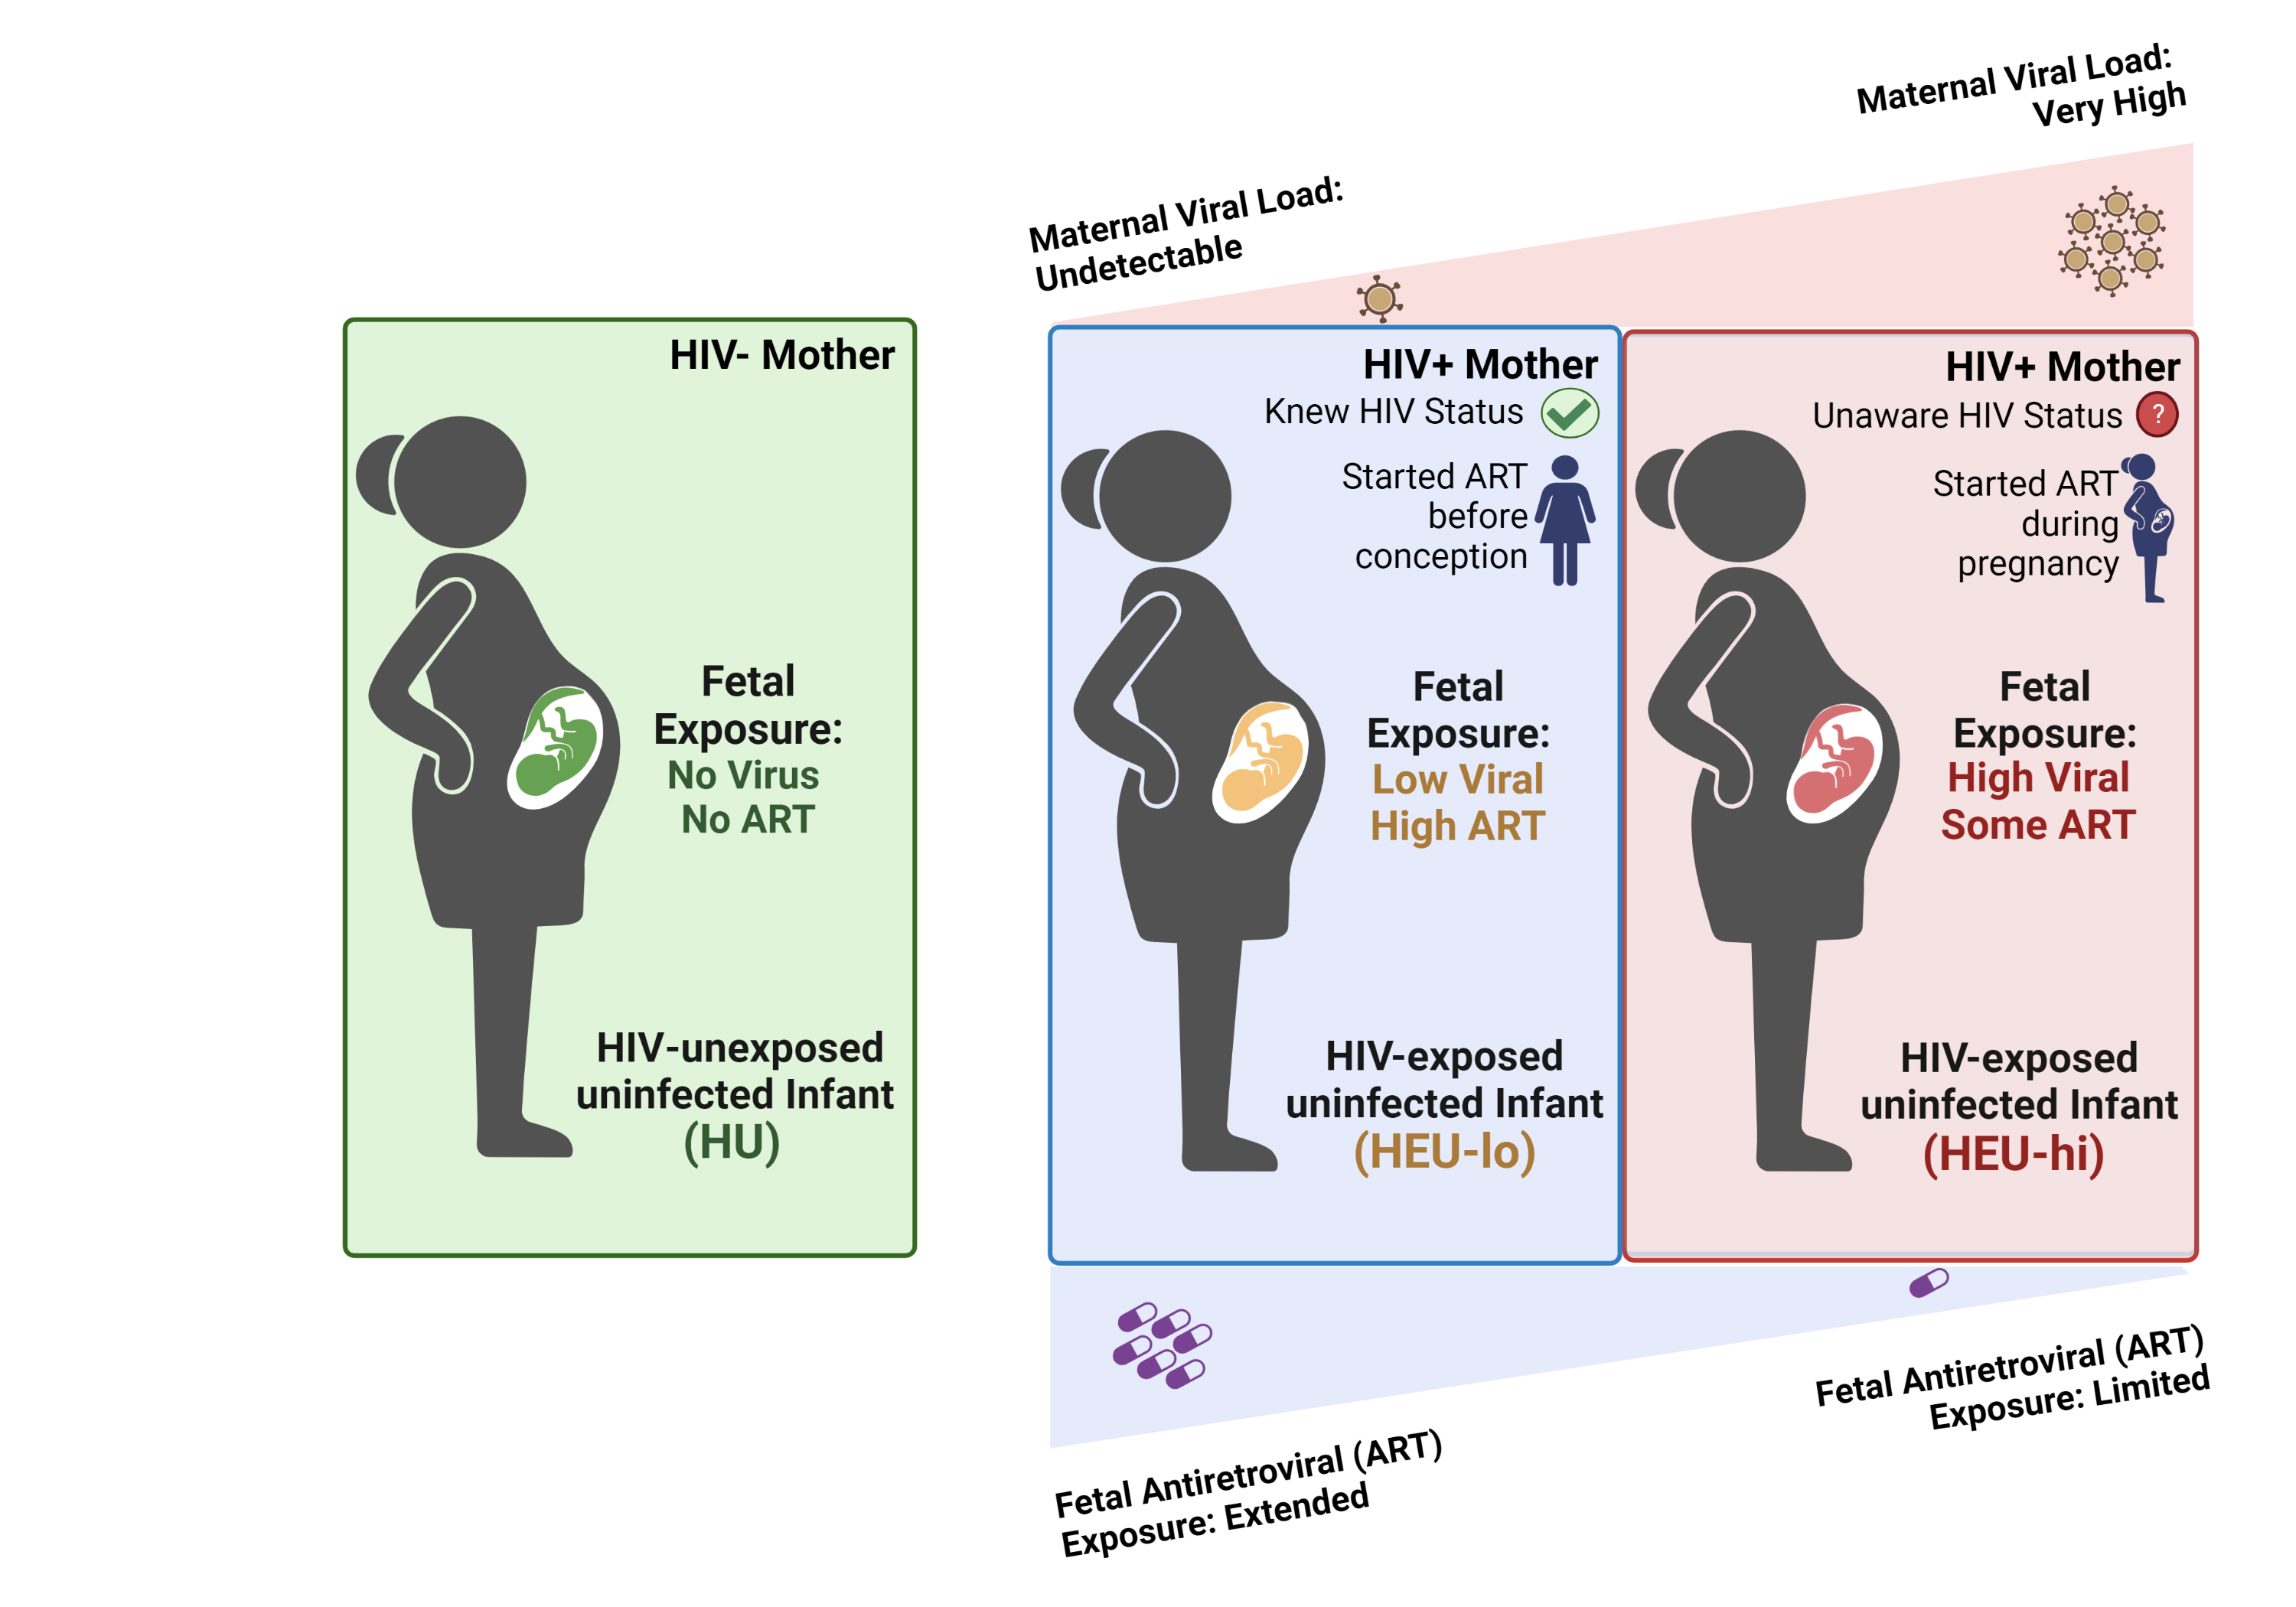 Maternal Viral Load:
Very High
Maternal Viral Load:
Undetectable
HIV- Mother
Fetal
Exposure:
No Virus
No ART
HIV-unexposed
uninfected Infant
(HU)
HIV+ Mother
Knew HIV Status
Started ART
before
conception
Fetal
Exposure:
Low Viral
High ART
HIV-exposed
uninfected Infant
(HEU-lo)
HIV+ Mother
Unaware HIV Status ?
Started ART
during
pregnancy
Fetal
Exposure:
High Viral
Some ART
HIV-exposed
uninfected Infant
(HEU-hi)
Fetal Antiretroviral (ART)
Exposure: Limited
Fetal Antiretroviral (ART)
Exposure: Extended